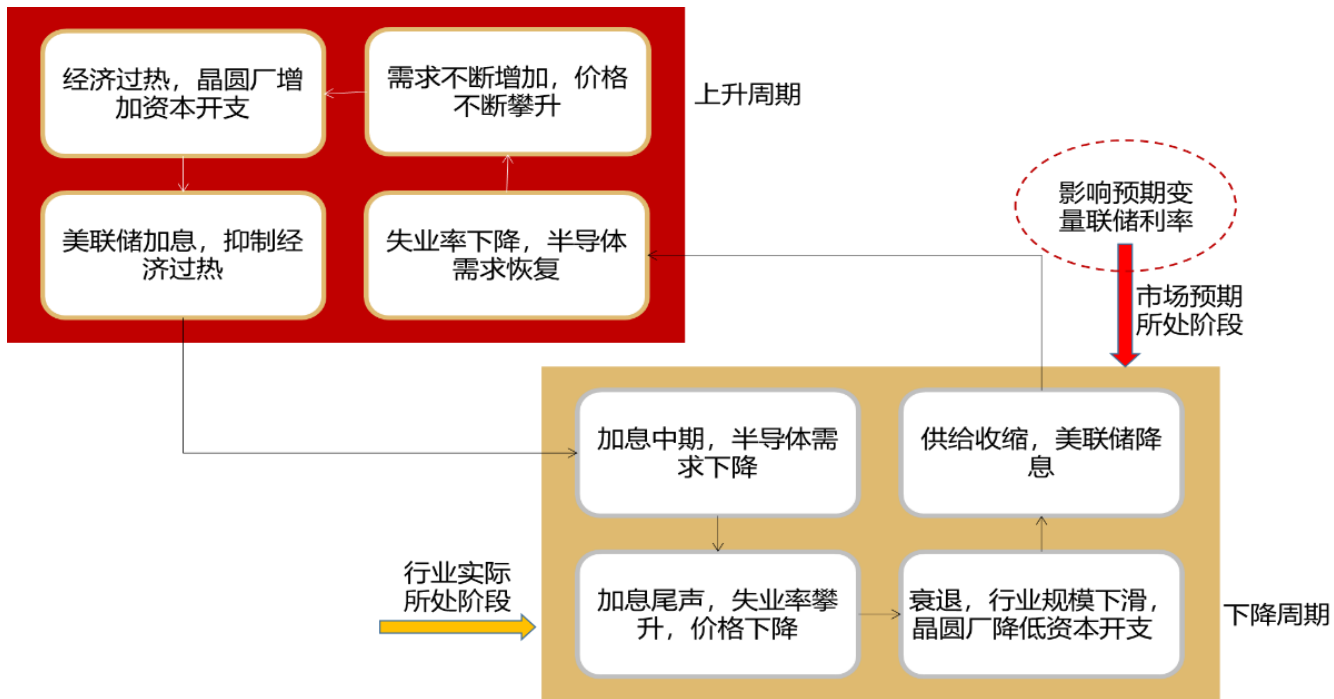 经济过热，晶圆厂增
加资本开支
需求不断增加，价格
不断攀升
上升周期
美联储加息，抑制经
济过热
失业率下降，半导体
需求恢复
影响预期变
量联储利率
市场预期
所处阶段
加息中期，半导体需
求下降
供给收缩，美联储降
息
行业实际
所处阶段
加息尾声，失业率攀
升，价格下降
衰退，行业规模下滑，
晶圆厂降低资本开支
下降周期